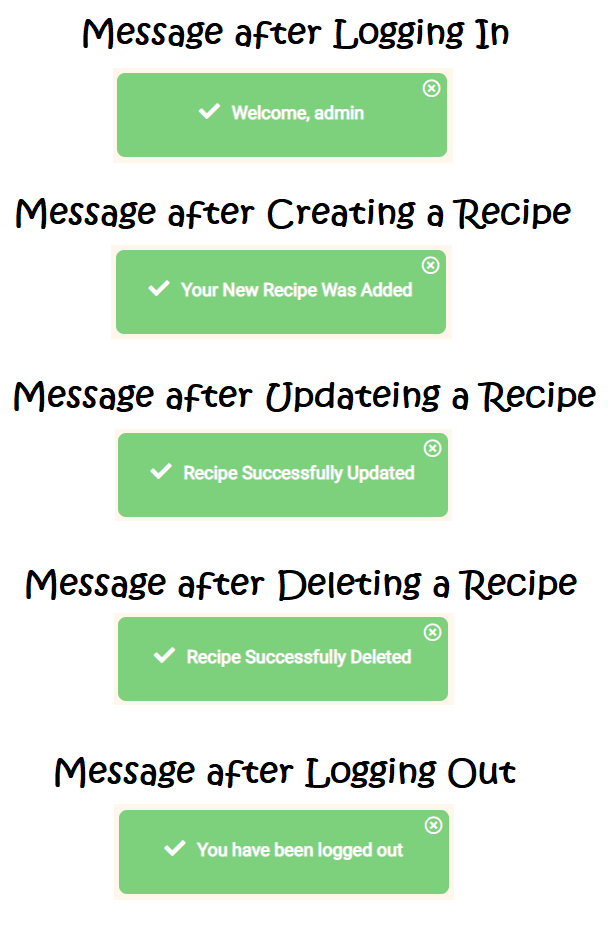 Message after Logging In
Welcome, admin
Message after Creating a Recipe
Your New Recipe Was Added
Message after Updateing a Recipe
Recipe Successfully Updated
Message after Deleting a Recipe
Recipe Successfully Deleted
Message after Logging Out
You have been logged out